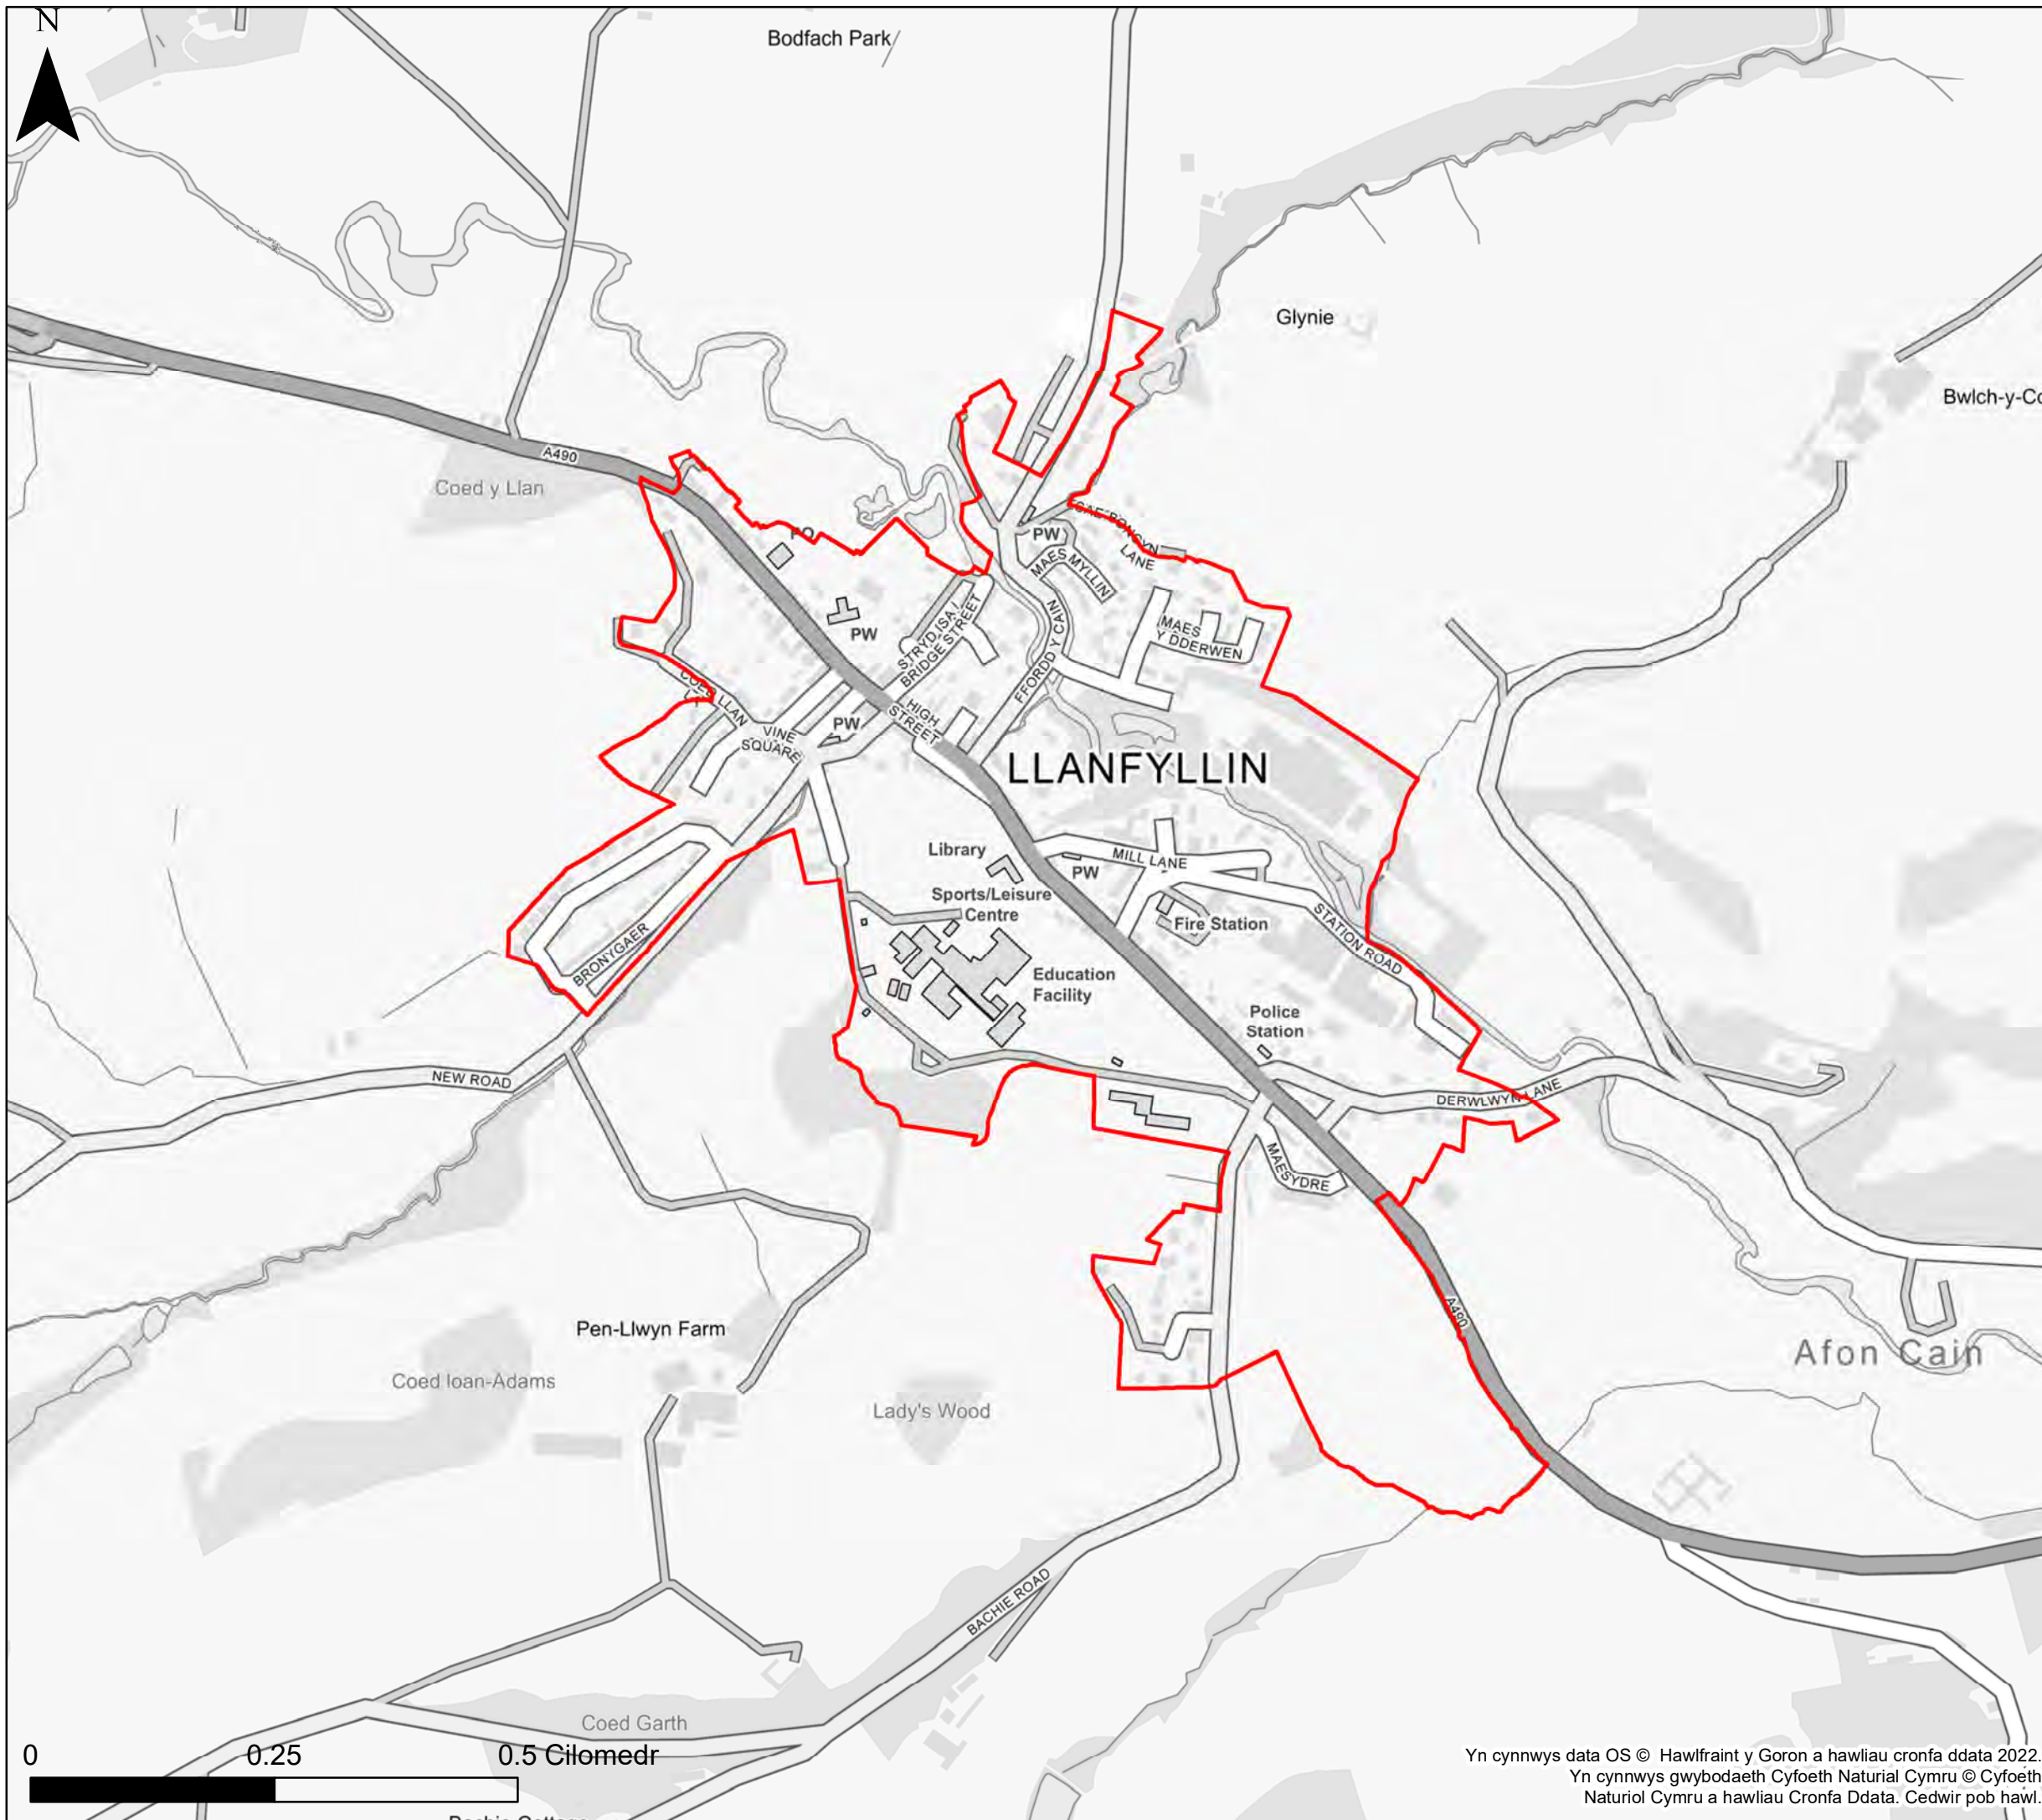 N
Bodfach Park
Glynie
Bwlch-y-Co
A490
Coed y Llan
PO
PW
CAE BONCYN
LANE
PW
MAES MYLLIN
MAES
Y DDERWEN
FFORDD Y CAIN
STRYD ISA /
BRIDGE STREET
COED LLAN
VINE
SQUARE
PW
HIGH
STREET
LLANFYLLIN
Library
MILL LANE
PW
Sports/Leisure
Centre
Fire Station
STATION ROAD
BRONYGAER
Education
Facility
Police
Station
NEW ROAD
DERWLWYN LANE
MAESYDRE
A490
Pen-Llwyn Farm
Afon Cain
Coed Ioan-Adams
Lady's Wood
BACHIE ROAD
Coed Garth
0
0.25
0.5 Cilomedr
Yn cynnwys data OS © Hawlfraint y Goron a hawliau cronfa ddata 2022.
Yn cynnwys gwybodaeth Cyfoeth Naturial Cymru © Cyfoeth
Naturiol Cymru a hawliau Cronfa Ddata. Cedwir pob hawl.